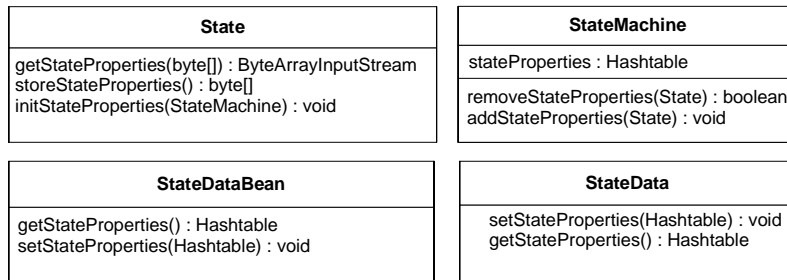 State
getStateProperties(byte[]) : ByteArrayInputStream
storeStateProperties() : byte[]
initStateProperties(StateMachine) : void
StateMachine
stateProperties : Hashtable
removeStateProperties(State) : boolean
addStateProperties(State) : void
StateDataBean
getStateProperties() : Hashtable
setStateProperties(Hashtable) : void
StateData
setStateProperties(Hashtable) : void
getStateProperties() : Hashtable